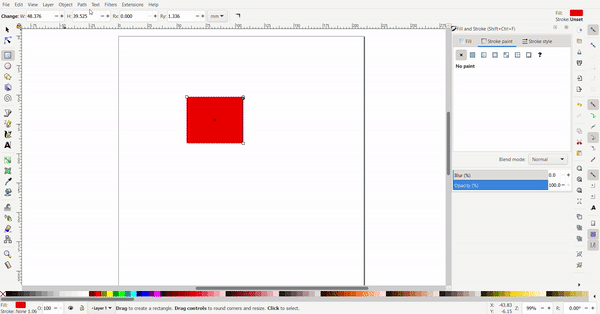 File Edit View Layer Object Path Text Filters Extensions Help
Change: W: 48.376 H: 39.525 Rx: 0.000 Ry: 1.336 mm
Fill:
Stroke: Unset
Fill and Stroke (Shift+Ctrl+F)
Fill Stroke paint Stroke style
No paint
Blend mode: Normal
Blur (%) 0.0
Opacity (%) 100.0
Fill:
Stroke: None 1.06
O: 100
Layer 1
Drag to create a rectangle. Drag controls to round corners and resize. Click to select.
X: -43.83
Y: -6.15
Z: 99%
R: 0.00°